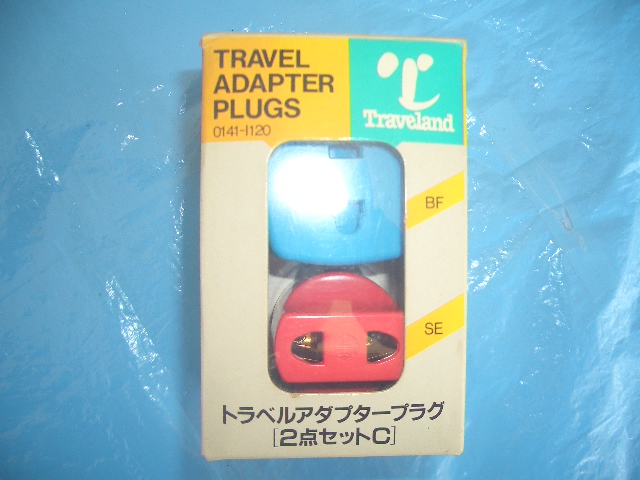 TRAVEL
ADAPTER
PLUGS
0141-I120
Traveland
BF
SE
トラベルアダプタープラグ
[2点セットC]